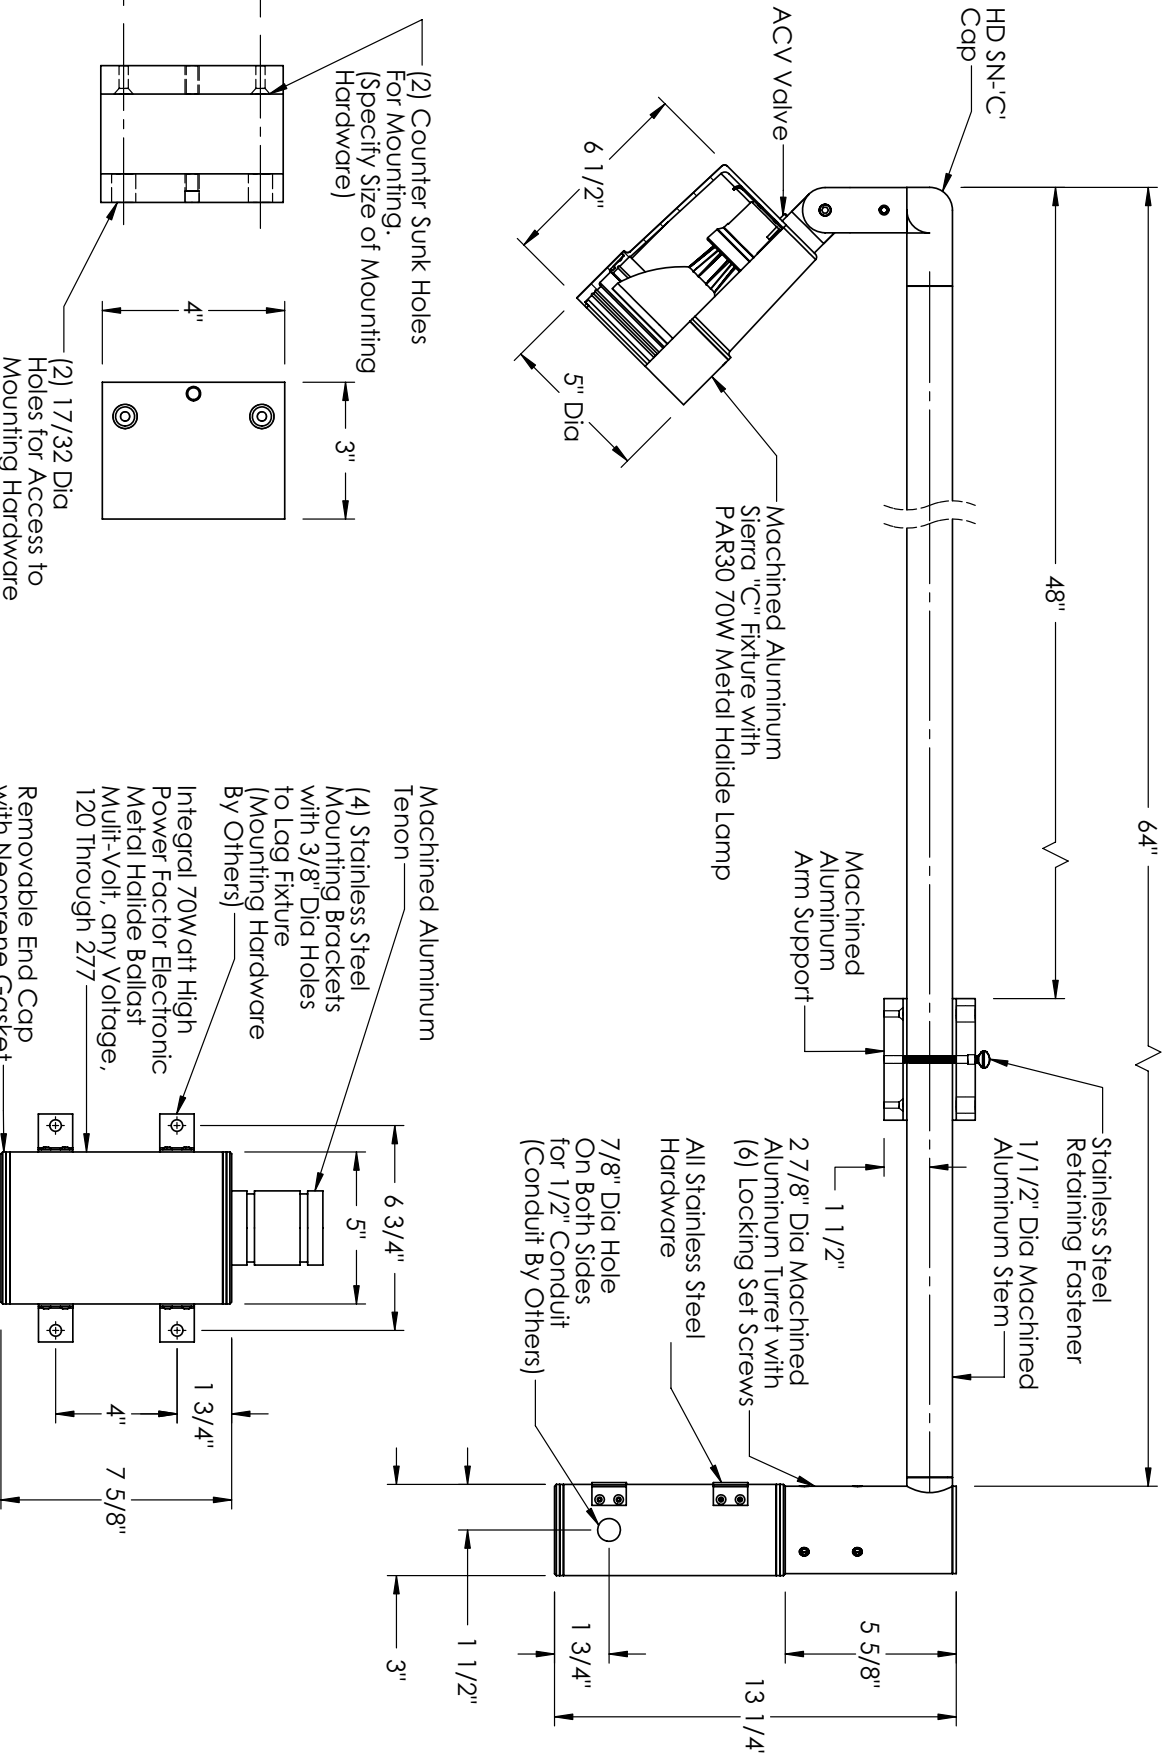 64"
48"
HD SN-'C'
Cap
ACV Valve
6 1/2"
5" Dia
Machined Aluminum
Sierra "C" Fixture with
PAR30 70W Metal Halide Lamp
Machined
Aluminum
Arm Support
Stainless Steel
Retaining Fastener
1/1/2" Dia Machined
Aluminum Stem
1 1/2"
2 7/8" Dia Machined
Aluminum Turret with
(6) Locking Set Screws
All Stainless Steel
Hardware
7/8" Dia Hole
On Both Sides
for 1/2" Conduit
(Conduit By Others)
5 5/8"
13 1/4"
1 3/4"
1 1/2"
3"
(2) Counter Sunk Holes
For Mounting.
(Specify Size of Mounting
Hardware)
4"
3"
(2) 17/32 Dia
Holes for Access to
Mounting Hardware
Machined Aluminum
Tenon
(4) Stainless Steel
Mounting Brackets
with 3/8" Dia Holes
to Lag Fixture
(Mounting Hardware
By Others)
Integral 70Watt High
Power Factor Electronic
Metal Halide Ballast
Mulit-Volt, any Voltage,
120 Through 277
Removable End Cap
with Neoprene Gasket
6 3/4"
5"
1 3/4"
4"
7 5/8"